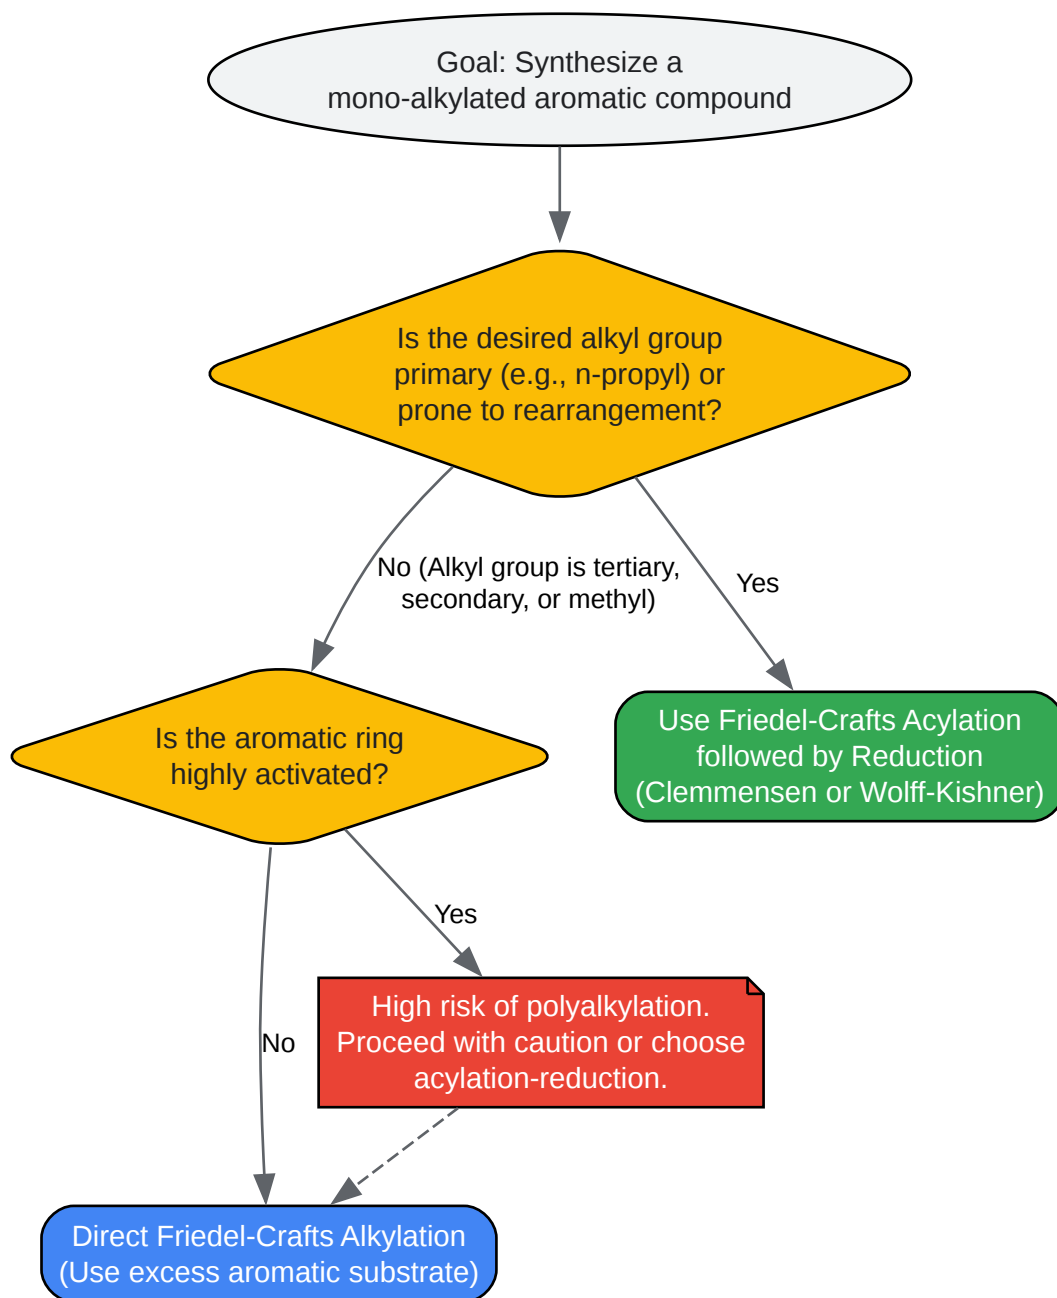 Goal: Synthesize a
mono-alkylated aromatic compound
Is the desired alkyl group
primary (e.g., n-propyl) or
prone to rearrangement?
No (Alkyl group is tertiary,
secondary, or methyl)
Yes
Is the aromatic ring
highly activated?
Use Friedel-Crafts Acylation
followed by Reduction
(Clemmensen or Wolff-Kishner)
Yes
No
High risk of polyalkylation.
Proceed with caution or choose
acylation-reduction.
Direct Friedel-Crafts Alkylation
(Use excess aromatic substrate)